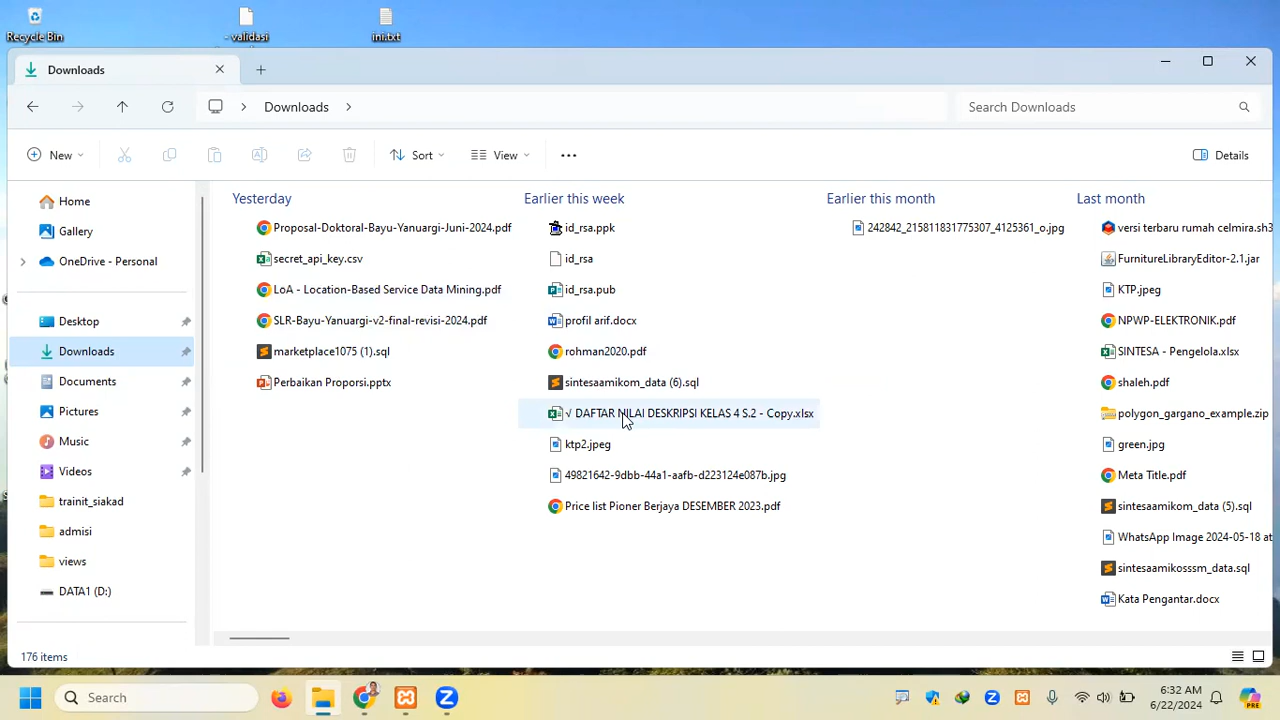 Recycle Bin
- validasi
ini.txt
Downloads
Downloads
Search Downloads
New
Sort
View
Details
Home
Gallery
OneDrive - Personal
Desktop
Downloads
Documents
Pictures
Music
Videos
trainit_siakad
admisi
views
DATA1 (D:)
Yesterday
Proposal-Doktoral-Bayu-Yanuargi-Juni-2024.pdf
secret_api_key.csv
LoA - Location-Based Service Data Mining.pdf
SLR-Bayu-Yanuargi-v2-final-revisi-2024.pdf
marketplace1075 (1).sql
Perbaikan Proporsi.pptx
Earlier this week
id_rsa.ppk
id_rsa
id_rsa.pub
profil arif.docx
rohman2020.pdf
sintesaamikom_data (6).sql
√ DAFTAR NILAI DESKRIPSI KELAS 4 S.2 - Copy.xlsx
ktp2.jpeg
49821642-9dbb-44a1-aafb-d223124e087b.jpg
Price list Pioner Berjaya DESEMBER 2023.pdf
Earlier this month
242842_215811831775307_4125361_o.jpg
Last month
versi terbaru rumah celmira.sh3
FurnitureLibraryEditor-2.1.jar
KTP.jpeg
NPWP-ELEKTRONIK.pdf
SINTESA - Pengelola.xlsx
shaleh.pdf
polygon_gargano_example.zip
green.jpg
Meta Title.pdf
sintesaamikom_data (5).sql
WhatsApp Image 2024-05-18 at
sintesaamikosssm_data.sql
Kata Pengantar.docx
176 items
Search
6:32 AM
6/22/2024
PRE